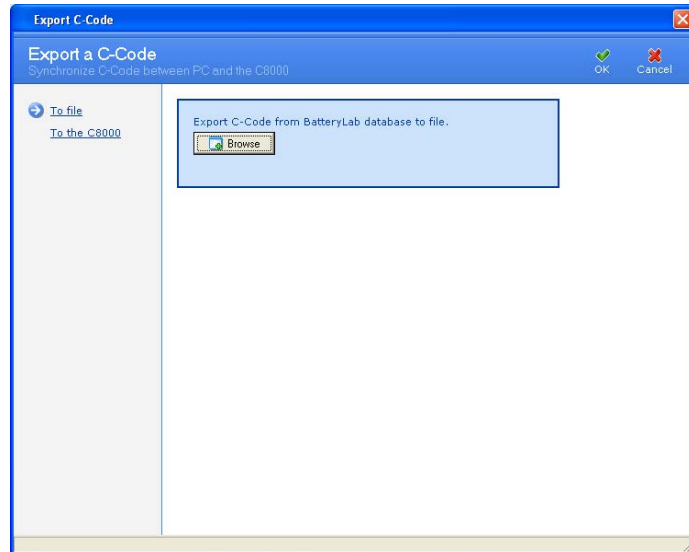 Export C-Code
Export a C-Code
Synchronize C-Code between PC and the C8000
OK
Cancel
To file
To the C8000
Export C-Code from BatteryLab database to file.
Browse